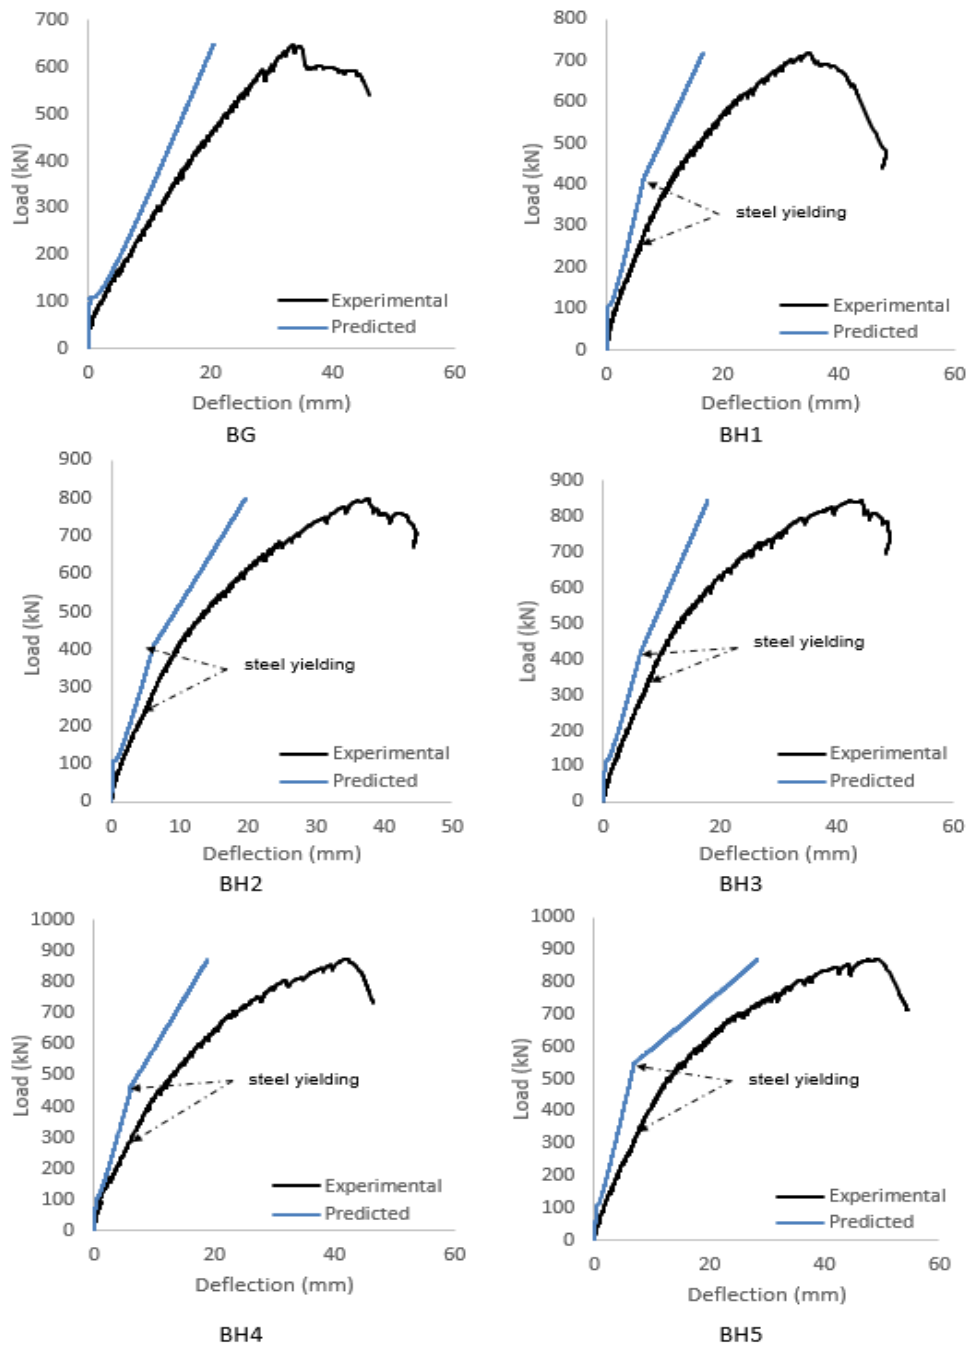 700
600
500
400
300
200
100
0
Load (kN)
Experimental
Predicted
0 20 40 60
Deflection (mm)
BG
800
700
600
500
400
300
200
100
0
Load (kN)
steel yielding
Experimental
Predicted
0 20 40 60
Deflection (mm)
BH1
900
800
700
600
500
400
300
200
100
0
Load (kN)
steel yielding
Experimental
Predicted
0 10 20 30 40 50
Deflection (mm)
BH2
900
800
700
600
500
400
300
200
100
0
Load (kN)
steel yielding
Experimental
Predicted
0 20 40 60
Deflection (mm)
BH3
1000
900
800
700
600
500
400
300
200
100
0
Load (kN)
steel yielding
Experimental
Predicted
0 20 40 60
Deflection (mm)
BH4
1000
900
800
700
600
500
400
300
200
100
0
Load (kN)
steel yielding
Experimental
Predicted
0 20 40 60
Deflection (mm)
BH5